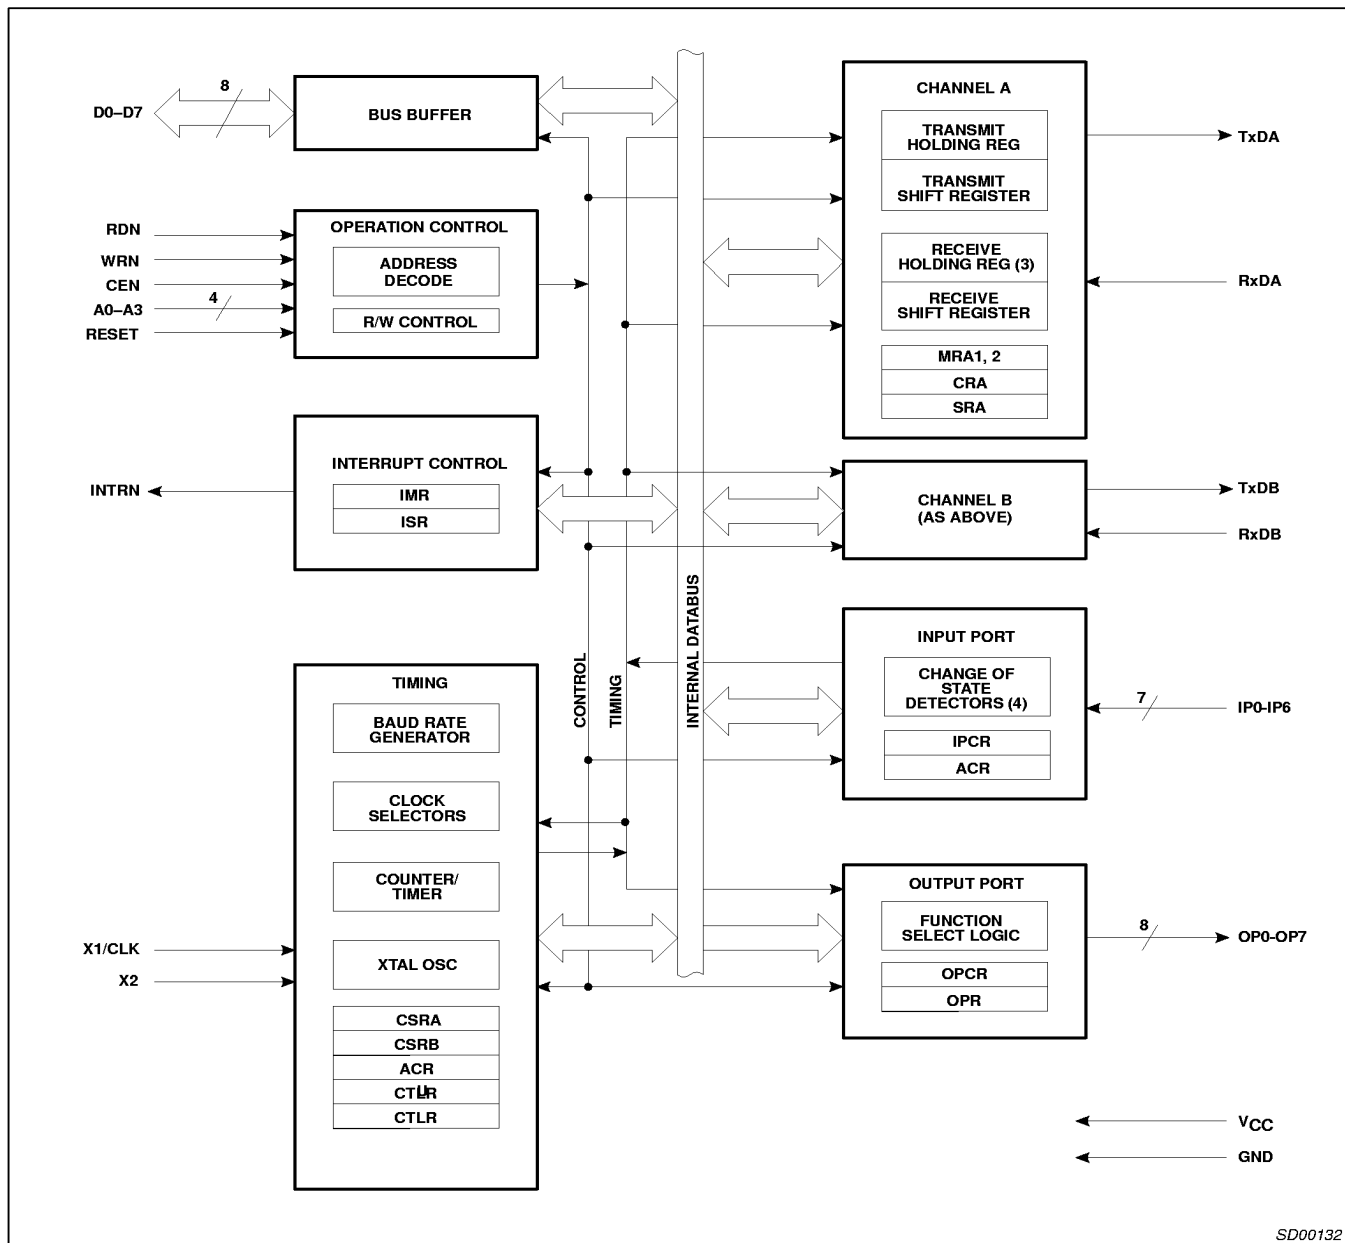 D0–D7
8
BUS BUFFER
RDN
WRN
CEN
A0–A3
4
RESET
OPERATION CONTROL
ADDRESS
DECODE
R/W CONTROL
INTRN
INTERRUPT CONTROL
IMR
ISR
TIMING
BAUD RATE
GENERATOR
CLOCK
SELECTORS
COUNTER/
TIMER
X1/CLK
X2
XTAL OSC
CSRA
CSRB
ACR
CTLR
CONTROL
TIMING
INTERNAL DATABUS
CHANNEL A
TRANSMIT
HOLDING REG
TRANSMIT
SHIFT REGISTER
RECEIVE
HOLDING REG (3)
RECEIVE
SHIFT REGISTER
MRA1, 2
CRA
SRA
TxDA
RxDA
CHANNEL B
(AS ABOVE)
TxDB
RxDB
INPUT PORT
CHANGE OF
STATE
DETECTORS (4)
IPCR
ACR
7
IP0-IP6
OUTPUT PORT
FUNCTION
SELECT LOGIC
OPCR
OPR
8
OP0-OP7
VCC
GND
SD00132